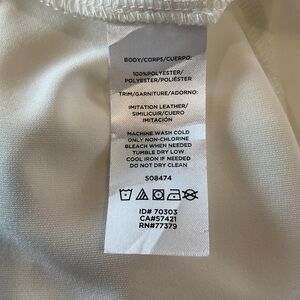 BODY/CORPS/CUERPO:
100%POLYESTER/
POLYESTER/POLIÉSTER
TRIM/GARNITURE/ADORNO:
IMITATION LEATHER/
SIMILICUIR/CUERO
IMITACIÓN
MACHINE WASH COLD
ONLY NON-CHLORINE
BLEACH WHEN NEEDED
TUMBLE DRY LOW
COOL IRON IF NEEDED
DO NOT DRY CLEAN
S08474
ID# 70303
CA#57421
RN#77379